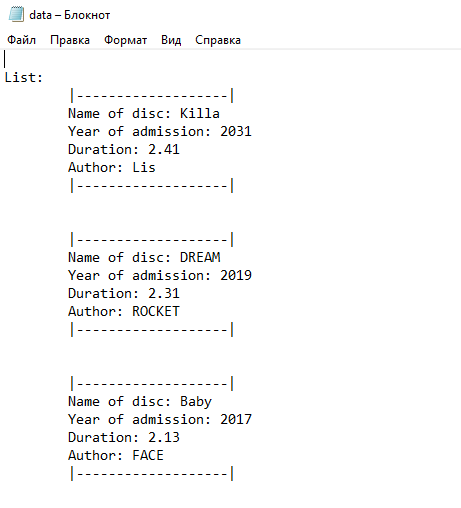 data – Блокнот
Файл Правка Формат Вид Справка
List:
|-------------------|
Name of disc: Killa
Year of admission: 2031
Duration: 2.41
Author: Lis
|-------------------|
|-------------------|
Name of disc: DREAM
Year of admission: 2019
Duration: 2.31
Author: ROCKET
|-------------------|
|-------------------|
Name of disc: Baby
Year of admission: 2017
Duration: 2.13
Author: FACE
|-------------------|